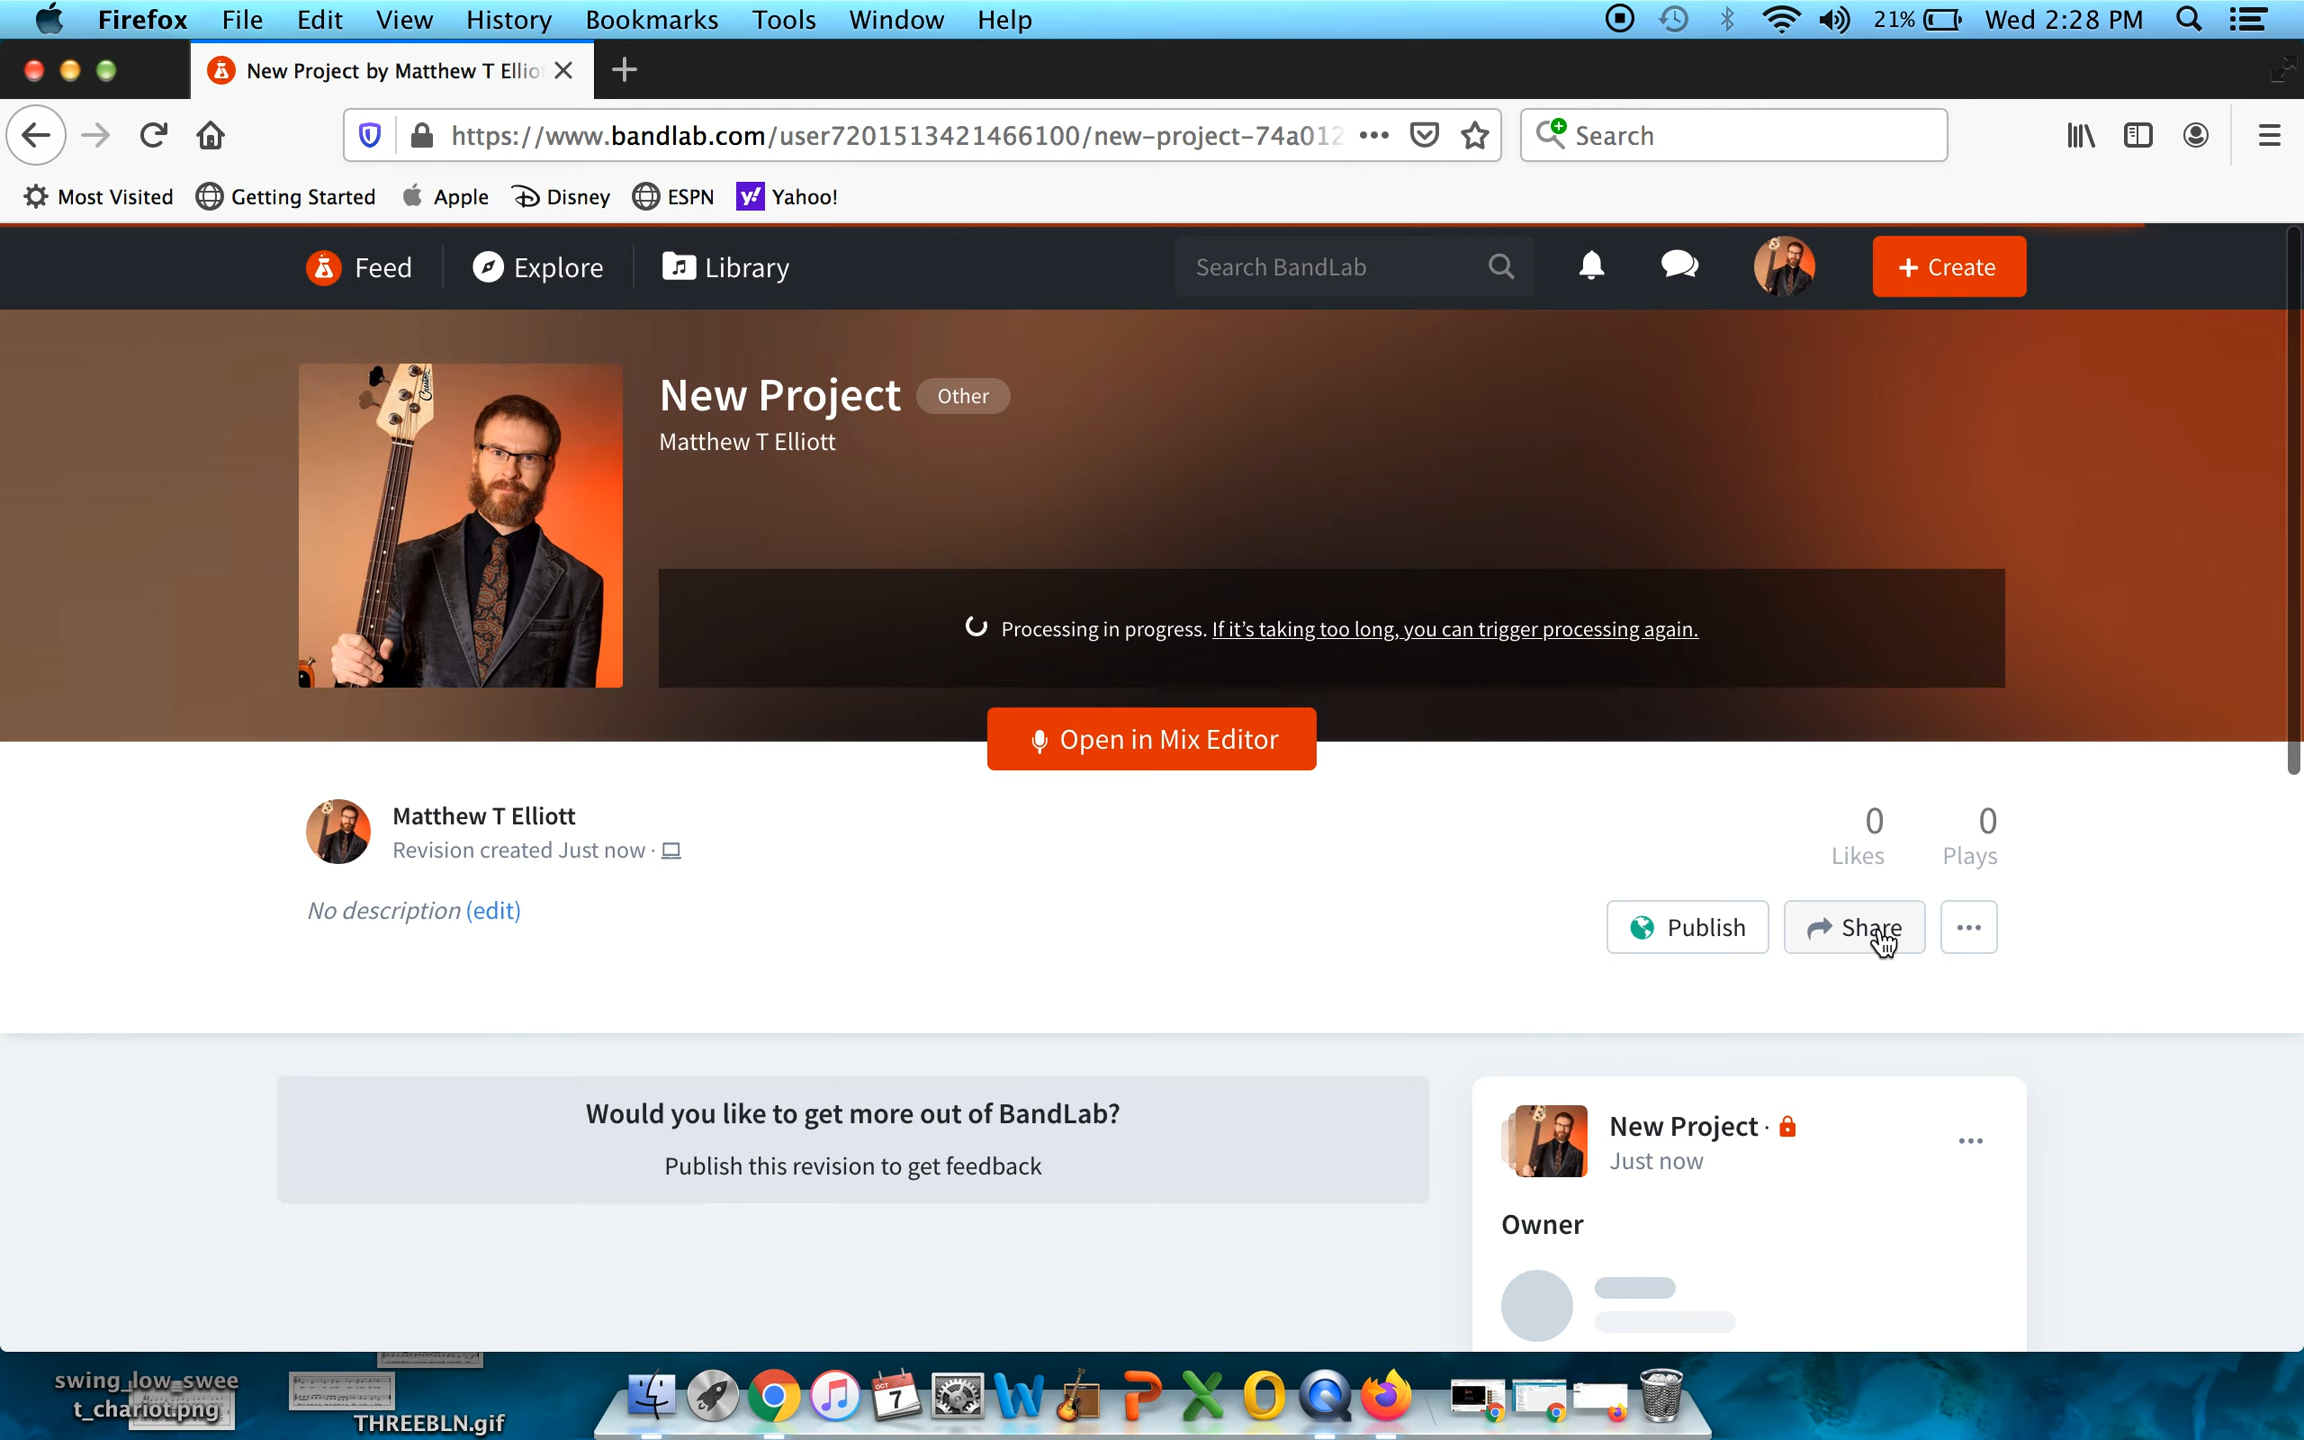 Firefox File Edit View History Bookmarks Tools Window Help 21% Wed 2:28 PM
New Project by Matthew T Ellio
https://www.bandlab.com/user7201513421466100/new-project-74a012 Search
Most Visited Getting Started Apple Disney ESPN Yahoo!
Feed Explore Library Search BandLab + Create
New Project Other
Matthew T Elliott
Processing in progress. If it's taking too long, you can trigger processing again.
Open in Mix Editor
Matthew T Elliott
Revision created Just now ·
0 Likes
0 Plays
No description (edit)
Publish Share
Would you like to get more out of BandLab?
Publish this revision to get feedback
New Project ·
Just now
Owner
swing_low_swee
t_chariot.png
THREEBLN.gif
OCT
7